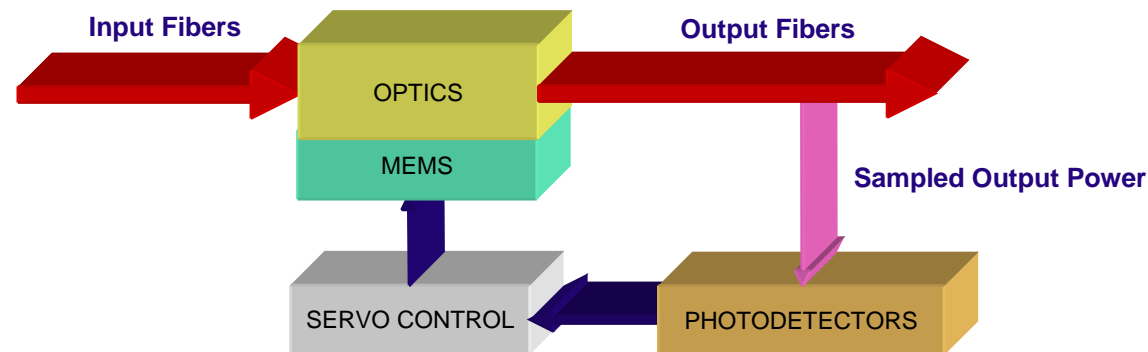 Input Fibers
Output Fibers
OPTICS
MEMS
Sampled Output Power
SERVO CONTROL
PHOTODETECTORS